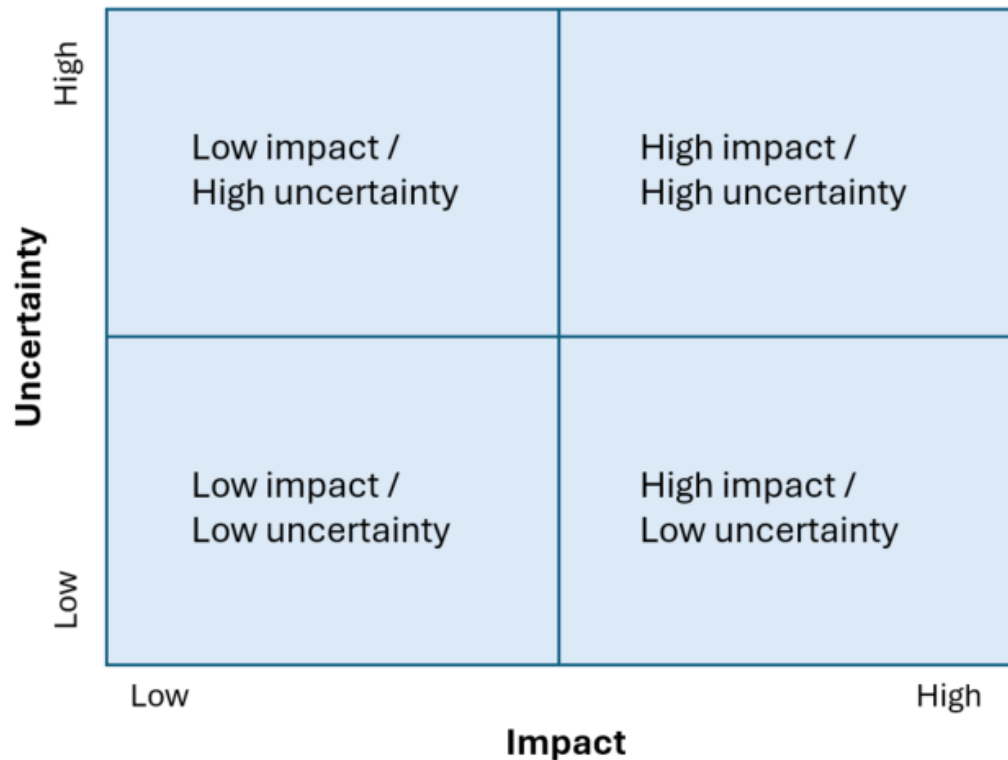 High
Low impact /
High uncertainty
High impact /
High uncertainty
Uncertainty
Low impact /
Low uncertainty
High impact /
Low uncertainty
Low
Low
High
Impact